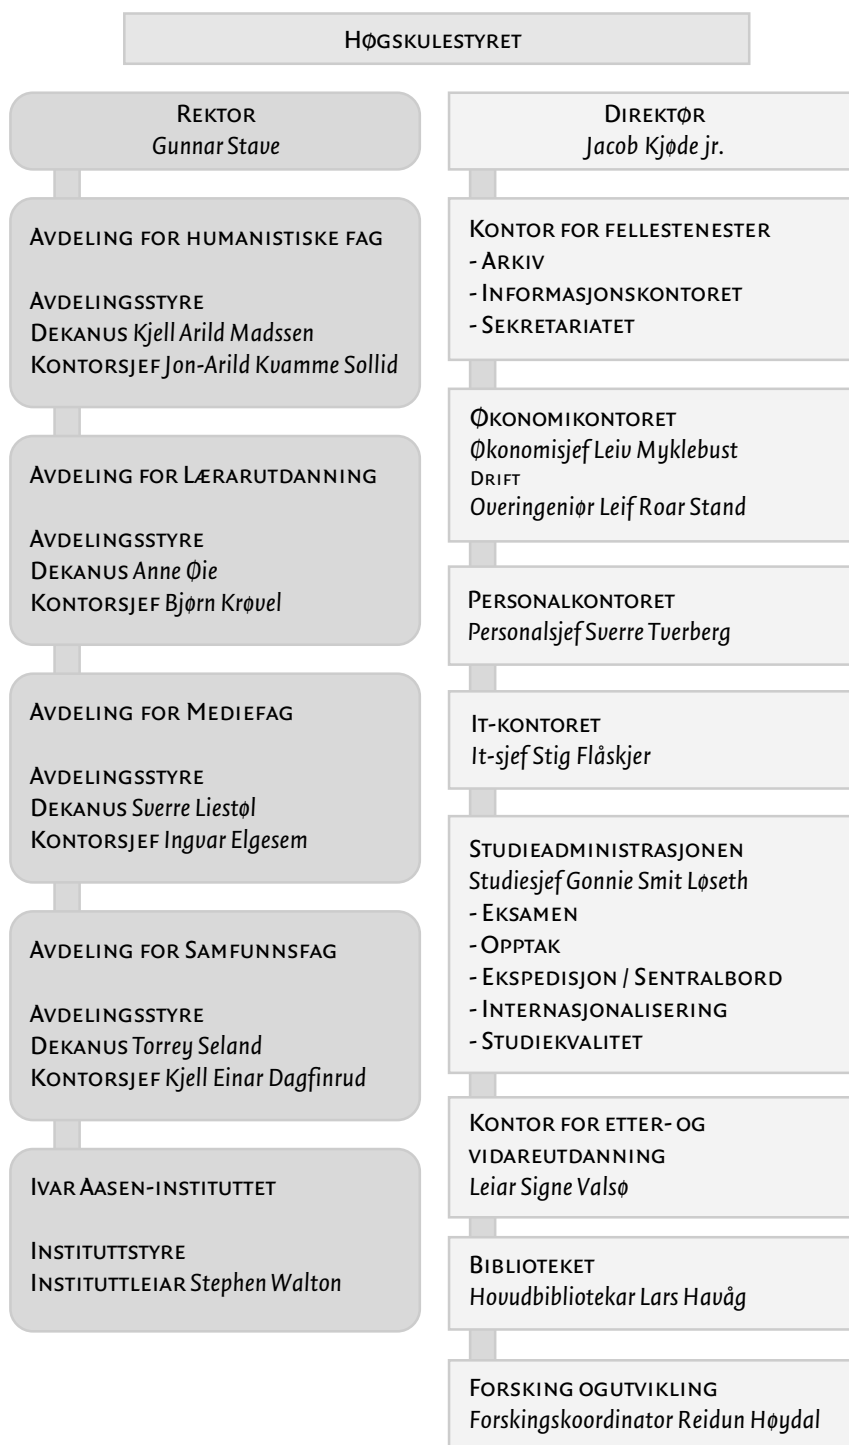 Høgskulestyret
Rektor
Gunnar Stave
Avdeling for humanistiske fag
Avdelingsstyre
Dekanus Kjell Arild Madssen
Kontorsjef Jon-Arild Kvamme Sollid
Avdeling for Lærarutdanning
Avdelingsstyre
Dekanus Anne Øie
Kontorsjef Bjørn Krøvel
Avdeling for Mediefag
Avdelingsstyre
Dekanus Sverre Liestøl
Kontorsjef Ingvar Elgesem
Avdeling for Samfunnsfag
Avdelingsstyre
Dekanus Torrey Seland
Kontorsjef Kjell Einar Dagfinrud
Ivar Aasen-instituttet
Instituttstyre
Instituttleiar Stephen Walton
Direktør
Jacob Kjøde jr.
Kontor for fellestenester
- Arkiv
- Informasjonskontoret
- Sekretariatet
Økonomikontoret
Økonomisjef Leiv Myklebust
Drift
Overingeniør Leif Roar Stand
Personalkontoret
Personalsjef Sverre Tverberg
It-kontoret
It-sjef Stig Flåskjer
Studieadministrasjonen
Studiesjef Gonnie Smit Løseth
- Eksamen
- Opptak
- Ekspedisjon / Sentralbord
- Internasjonalisering
- Studiekvalitet
Kontor for etter- og
vidareutdanning
Leiar Signe Valsø
Biblioteket
Hovudbibliotekar Lars Havåg
Forsking ogutvikling
Forskingskoordinator Reidun Høydal